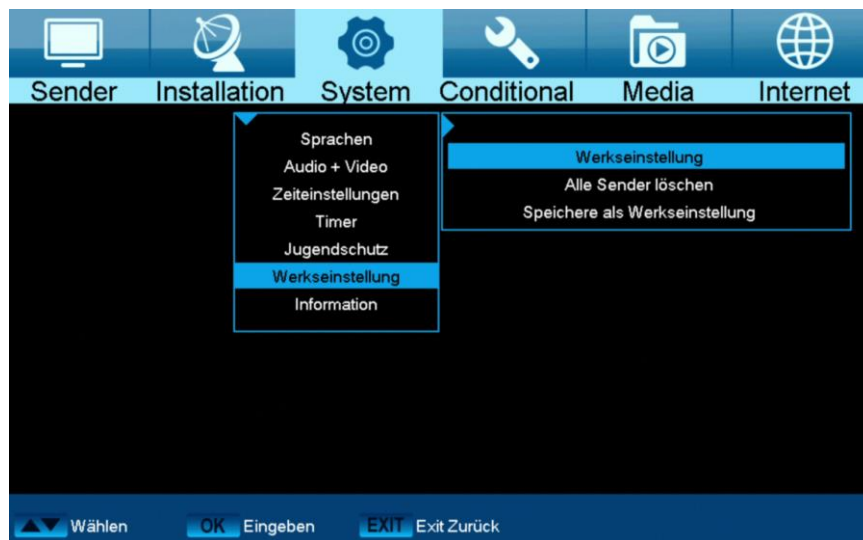 Sender Installation System Conditional Media Internet
Sprachen
Audio + Video
Zeiteinstellungen
Timer
Jugendschutz
Werkseinstellung
Information
Werkseinstellung
Alle Sender löschen
Speichere als Werkseinstellung
Wählen OK Eingeben EXIT Exit Zurück